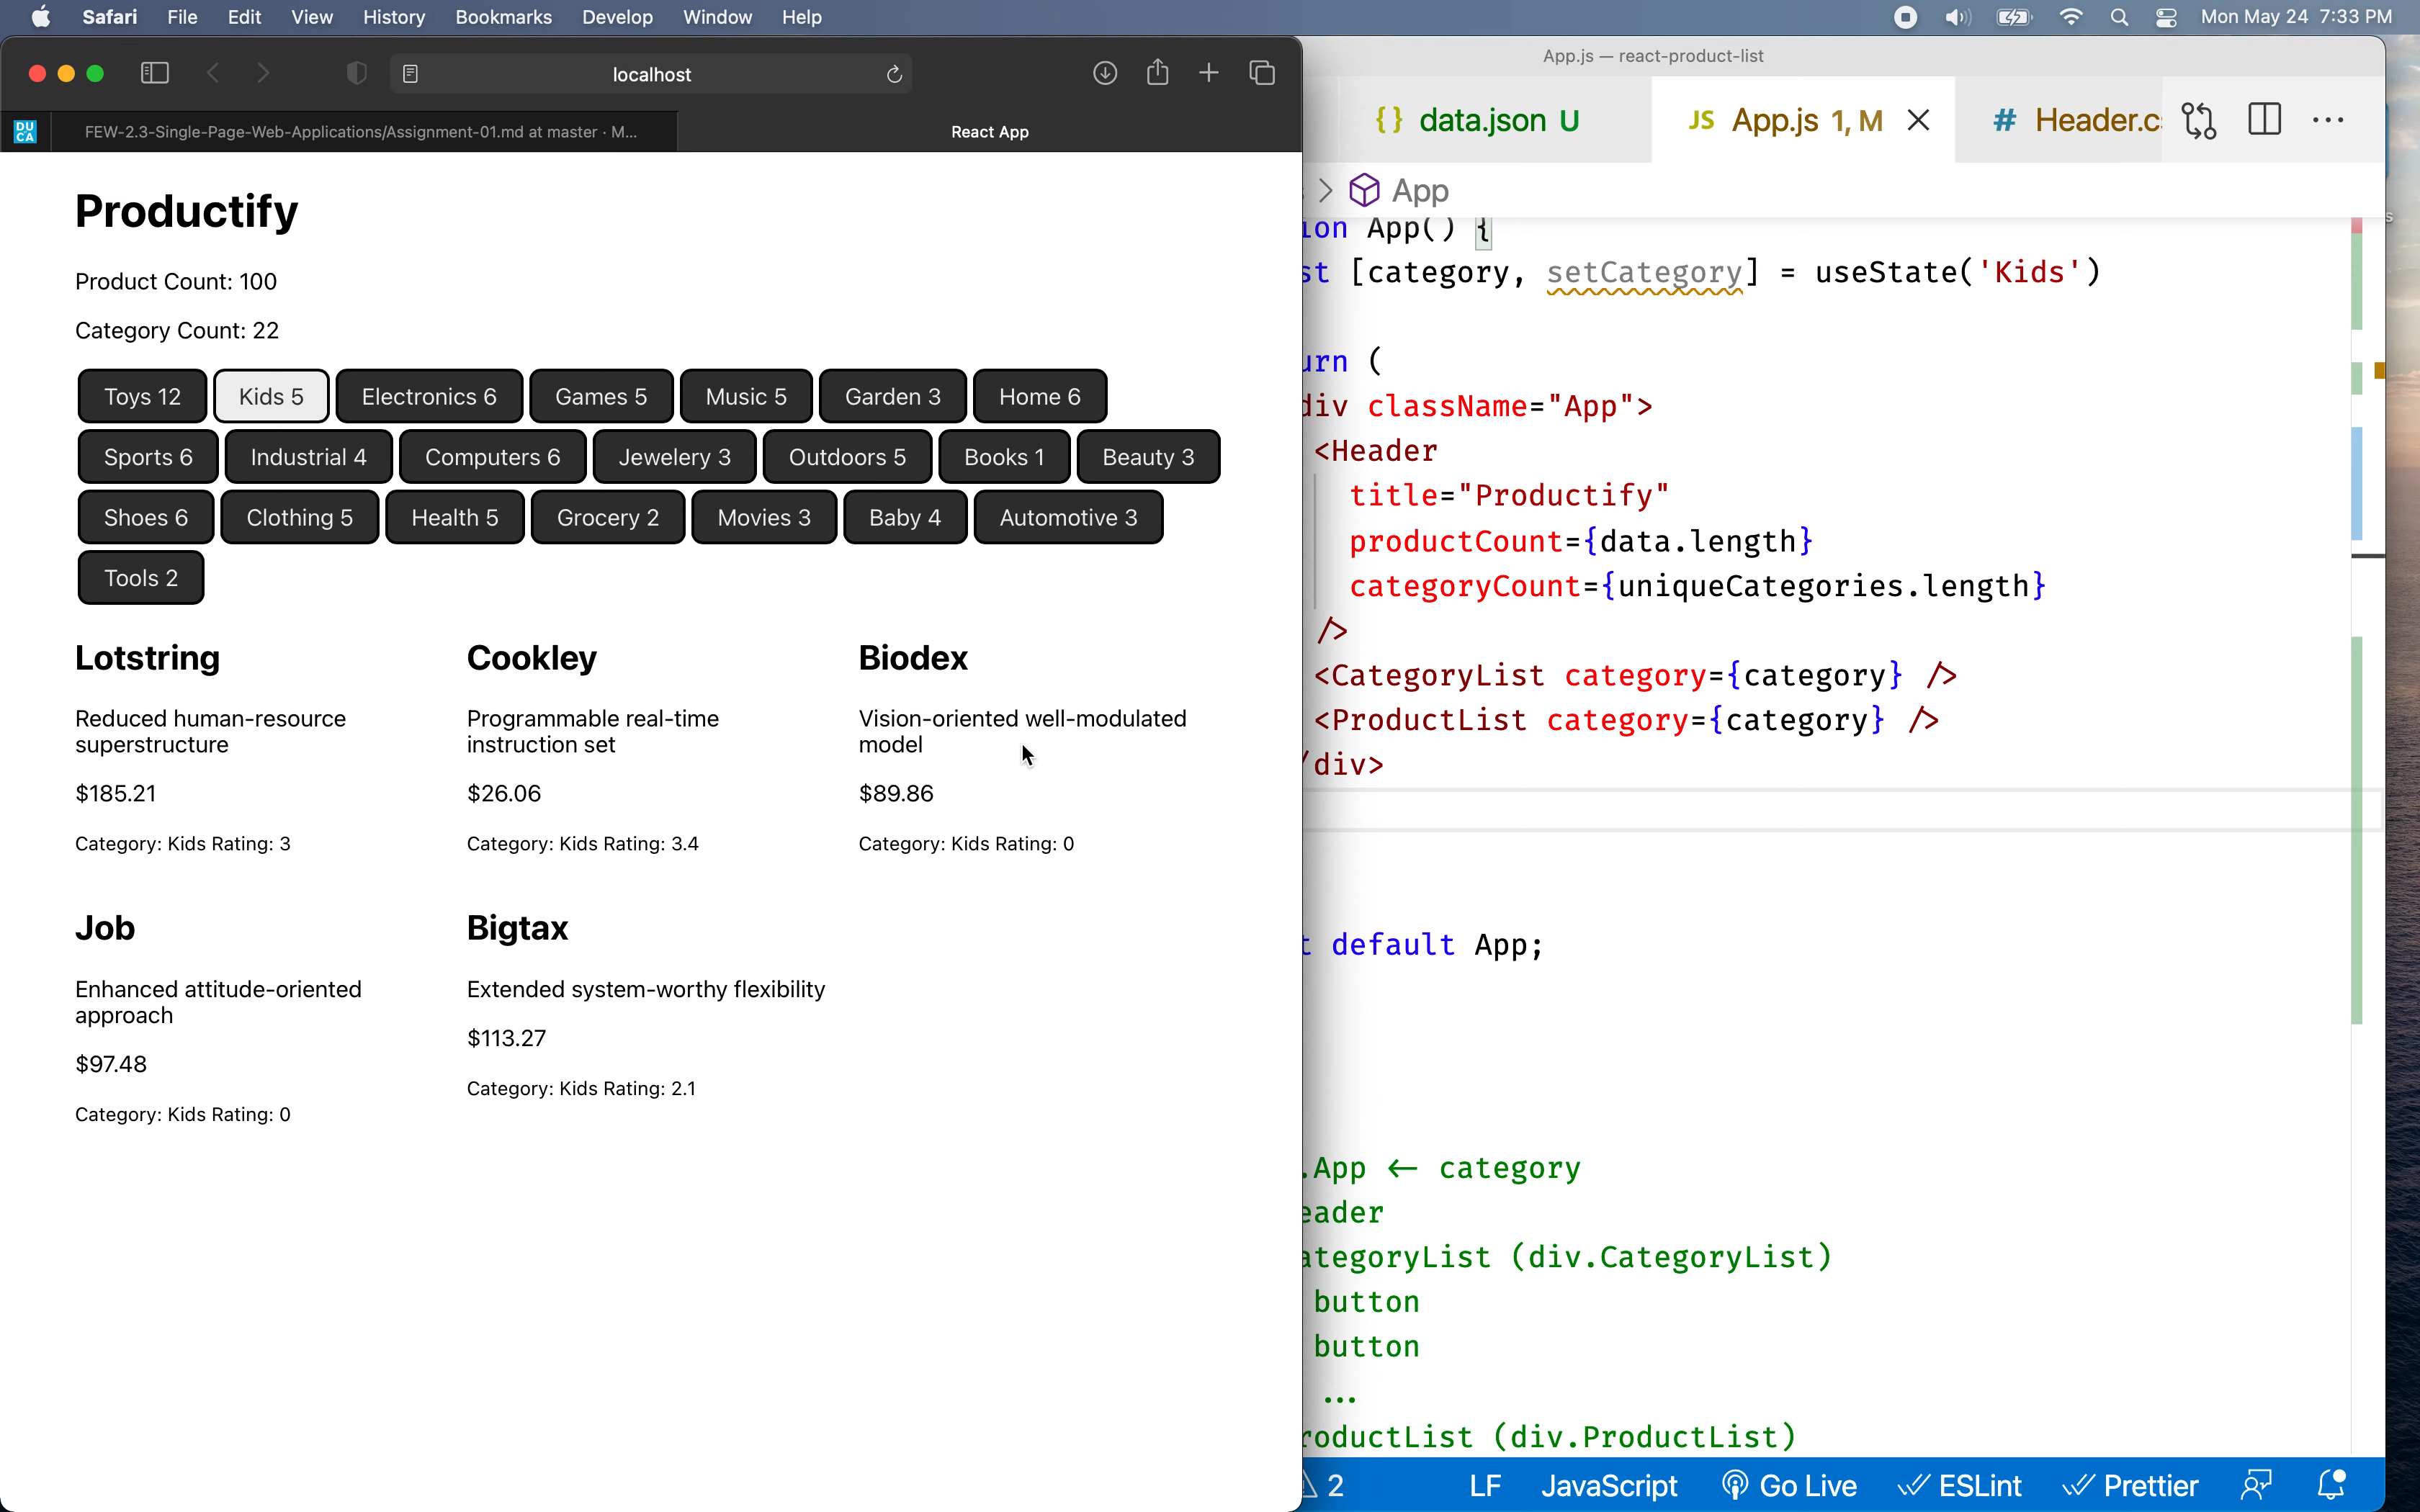 Safari File Edit View History Bookmarks Develop Window Help Mon May 24 7:33 PM
localhost
DU CA FEW-2.3-Single-Page-Web-Applications/Assignment-01.md at master · M... React App
Productify
Product Count: 100
Category Count: 22
Toys 12 Kids 5 Electronics 6 Games 5 Music 5 Garden 3 Home 6
Sports 6 Industrial 4 Computers 6 Jewelery 3 Outdoors 5 Books 1 Beauty 3
Shoes 6 Clothing 5 Health 5 Grocery 2 Movies 3 Baby 4 Automotive 3
Tools 2
Lotstring
Reduced human-resource
superstructure
$185.21
Category: Kids Rating: 3
Cookley
Programmable real-time
instruction set
$26.06
Category: Kids Rating: 3.4
Biodex
Vision-oriented well-modulated
model
$89.86
Category: Kids Rating: 0
Job
Enhanced attitude-oriented
approach
$97.48
Category: Kids Rating: 0
Bigtax
Extended system-worthy flexibility
$113.27
Category: Kids Rating: 2.1
App.js — react-product-list
{} data.json U JS App.js 1, M # Header.c
> App
ion App() {
st [category, setCategory] = useState('Kids')
urn (
div className="App">
<Header
title="Productify"
productCount={data.length}
categoryCount={uniqueCategories.length}
/>
<CategoryList category={category} />
<ProductList category={category} />
/div>
t default App;
.App <- category
eader
ategoryList (div.CategoryList)
button
button
...
roductList (div.ProductList)
2 LF JavaScript Go Live ESLint Prettier